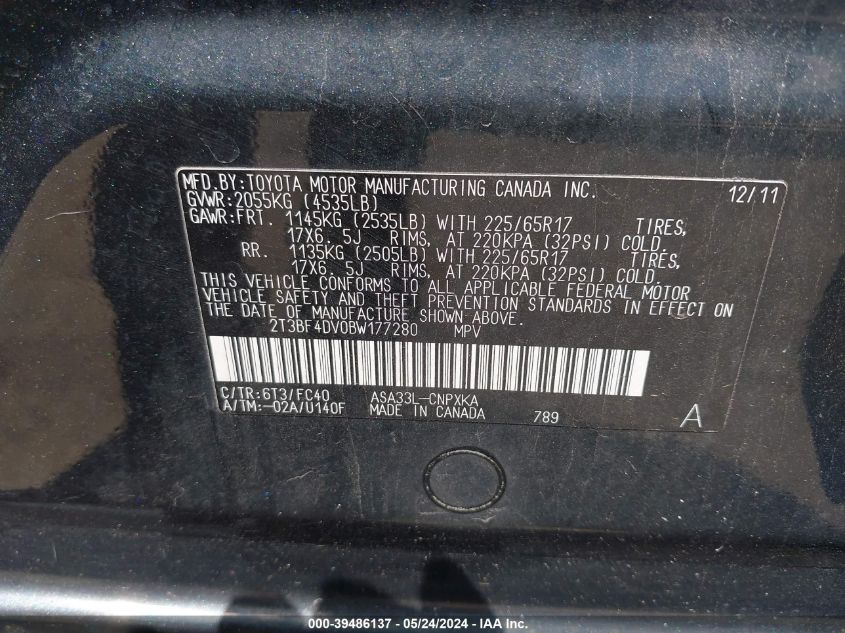 MFD.BY:TOYOTA MOTOR MANUFACTURING CANADA INC. 12/11
GVWR:2055KG (4535LB)
GAWR:FRT. 1145KG (2535LB) WITH 225/65R17 TIRES,
17X6. 5J RIMS, AT 220KPA (32PSI) COLD.
RR. 1135KG (2505LB) WITH 225/65R17 TIRES,
17X6. 5J RIMS, AT 220KPA (32PSI) COLD.
THIS VEHICLE CONFORMS TO ALL APPLICABLE FEDERAL MOTOR
VEHICLE SAFETY AND THEFT PREVENTION STANDARDS IN EFFECT ON
THE DATE OF MANUFACTURE SHOWN ABOVE.
2T3BF4DV0BW177280 MPV
C/TR:6T3/FC40 ASA33L-CNPXKA
A/TM:-02A/U140F MADE IN CANADA 789 A
000-39486137 - 05/24/2024 - IAA Inc.